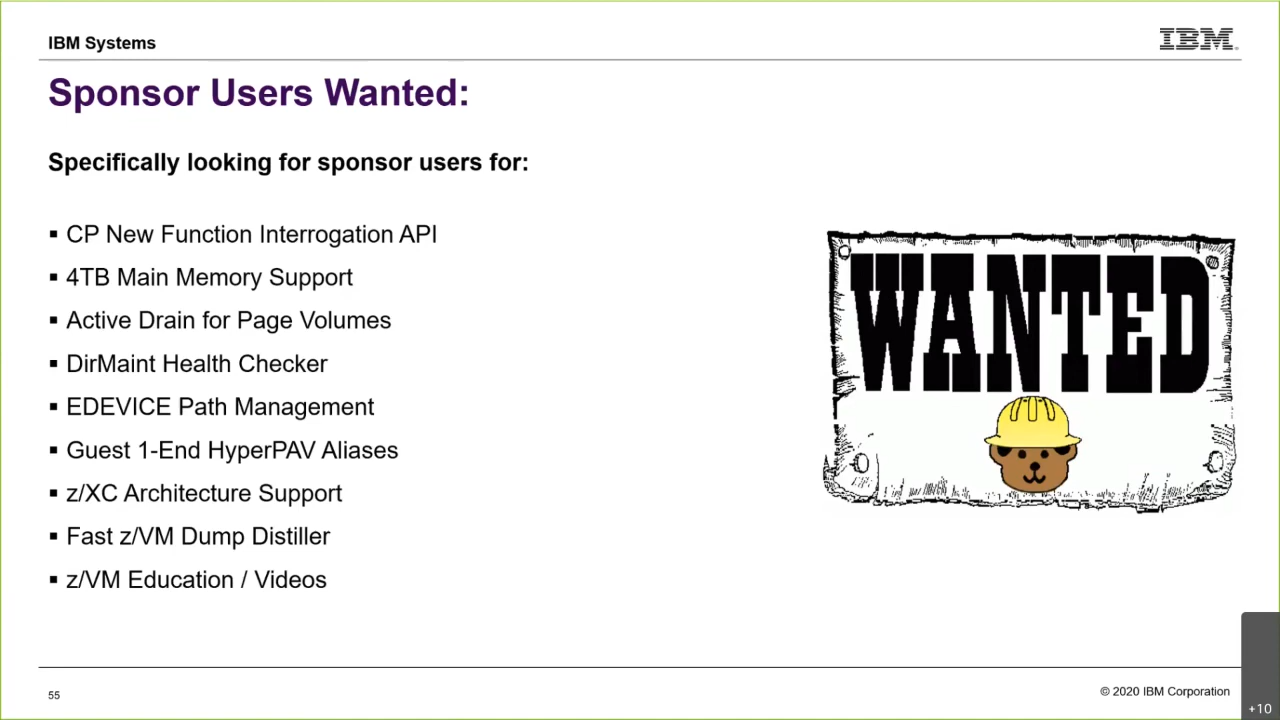 IBM Systems
IBM
Sponsor Users Wanted:
Specifically looking for sponsor users for:
▪ CP New Function Interrogation API
▪ 4TB Main Memory Support
▪ Active Drain for Page Volumes
▪ DirMaint Health Checker
▪ EDEVICE Path Management
▪ Guest 1-End HyperPAV Aliases
▪ z/XC Architecture Support
▪ Fast z/VM Dump Distiller
▪ z/VM Education / Videos
WANTED
55
© 2020 IBM Corporation
+10